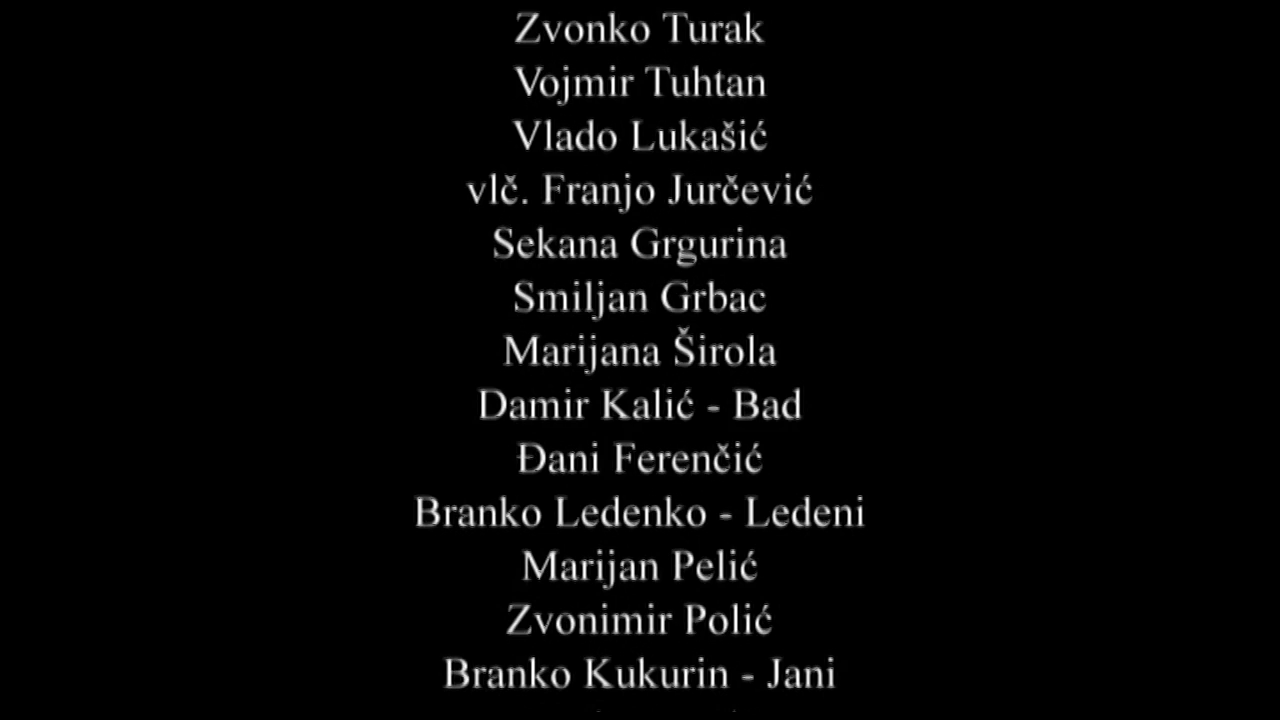 Zvonko Turak
Vojmir Tuhtan
Vlado Lukašić
vlč. Franjo Jurčević
Sekana Grgurina
Smiljan Grbac
Marijana Širola
Damir Kalić - Bad
Đani Ferenčić
Branko Ledenko - Ledeni
Marijan Pelić
Zvonimir Polić
Branko Kukurin - Jani